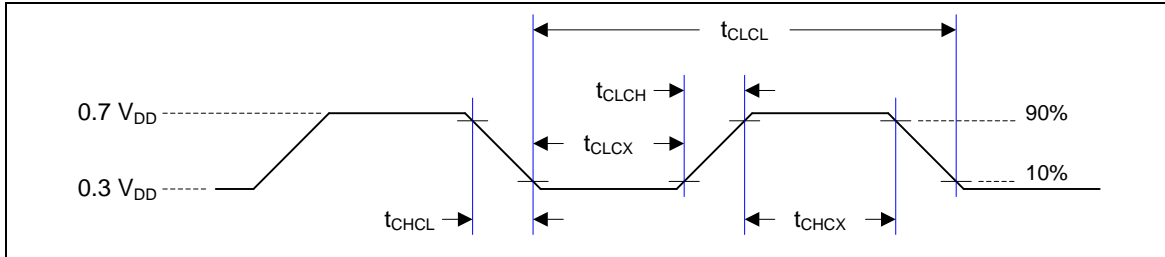 tCLCL
tCLCH
0.7 VDD
90%
tCLCX
0.3 VDD
10%
tCHCL
tCHCX